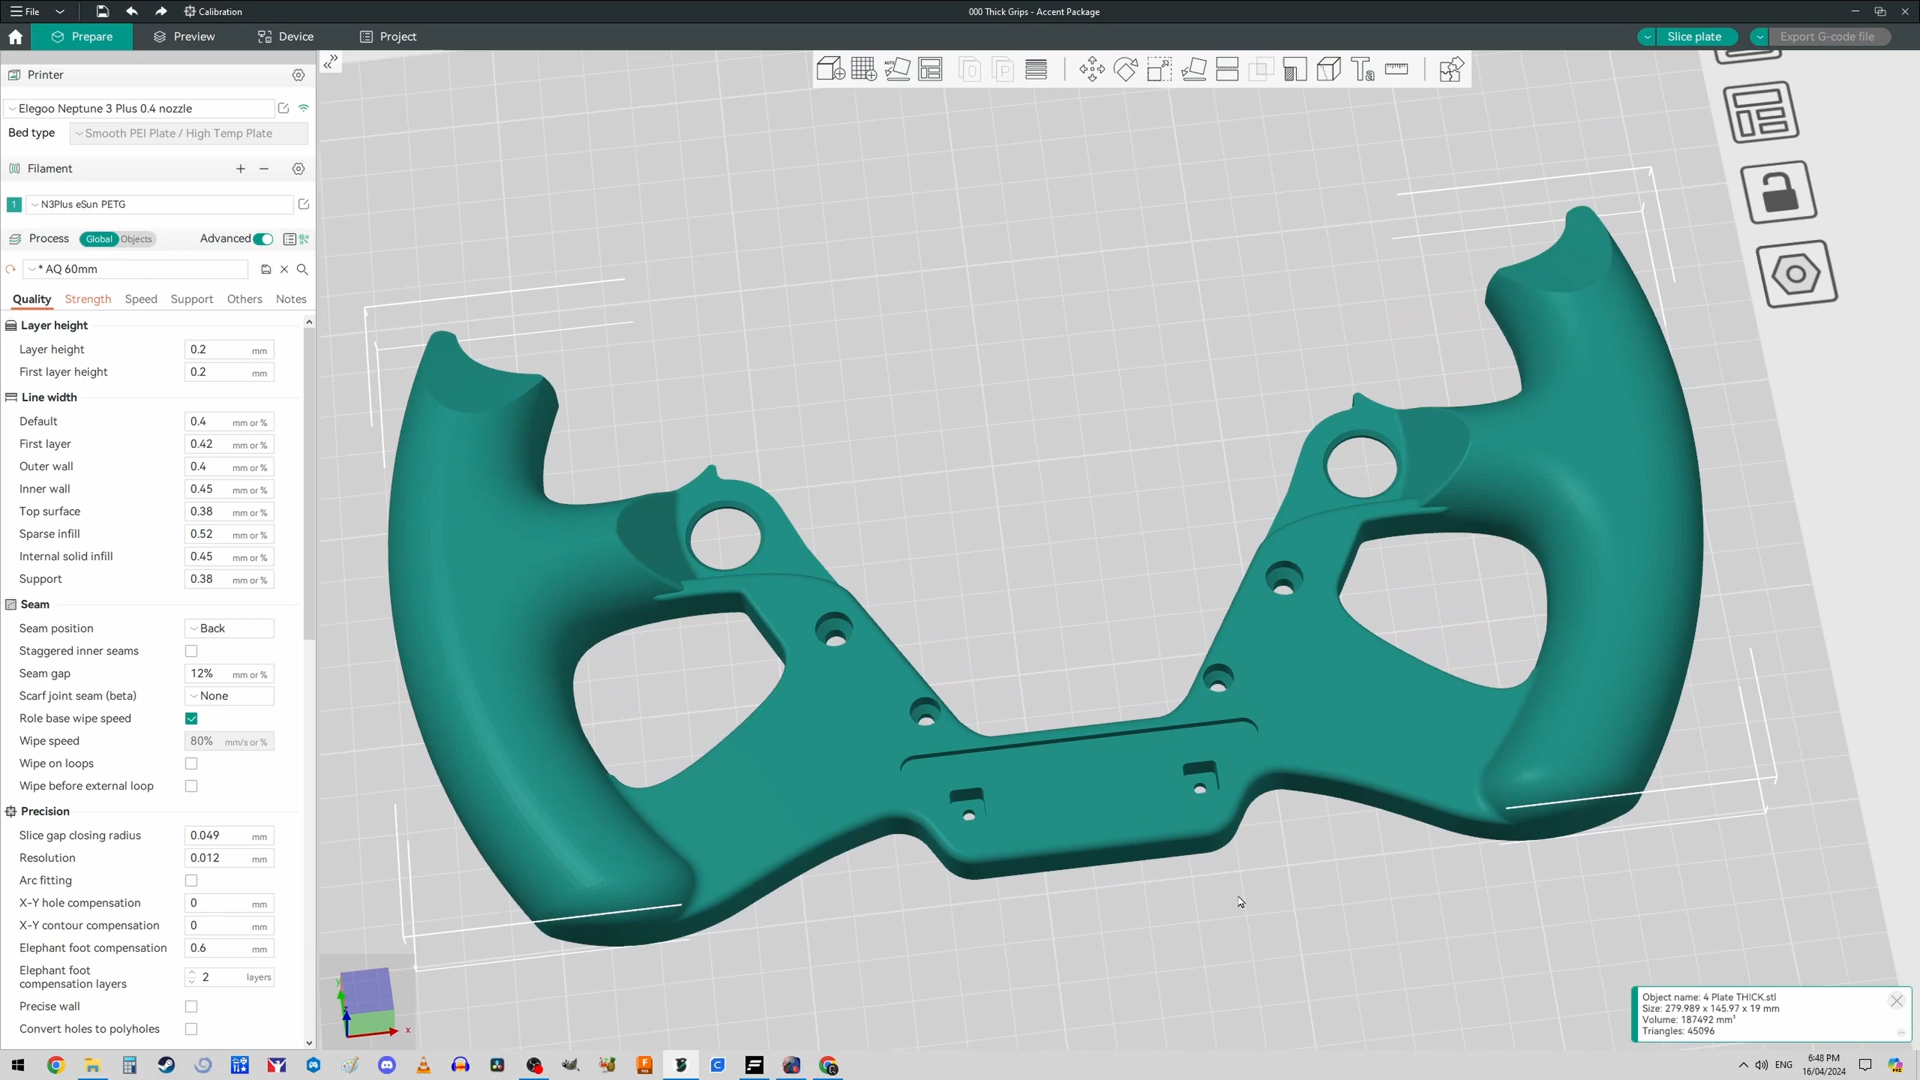 File
Calibration
000 Thick Grips - Accent Package
Prepare
Preview
Device
Project
Slice plate
Export G-code file
Printer
Elegoo Neptune 3 Plus 0.4 nozzle
Bed type
Smooth PEI Plate / High Temp Plate
Filament
1
N3Plus eSun PETG
Process
Global
Objects
Advanced
* AQ 60mm
Quality
Strength
Speed
Support
Others
Notes
Layer height
Layer height 0.2 mm
First layer height 0.2 mm
Line width
Default 0.4 mm or %
First layer 0.42 mm or %
Outer wall 0.4 mm or %
Inner wall 0.45 mm or %
Top surface 0.38 mm or %
Sparse infill 0.52 mm or %
Internal solid infill 0.45 mm or %
Support 0.38 mm or %
Seam
Seam position Back
Staggered inner seams
Seam gap 12% mm or %
Scarf joint seam (beta) None
Role base wipe speed
Wipe speed 80% mm/s or %
Wipe on loops
Wipe before external loop
Precision
Slice gap closing radius 0.049 mm
Resolution 0.012 mm
Arc fitting
X-Y hole compensation 0 mm
X-Y contour compensation 0 mm
Elephant foot compensation 0.6 mm
Elephant foot
compensation layers 2 layers
Precise wall
Convert holes to polyholes
y
z
x
Object name: 4 Plate THICK.stl
Size: 279.989 x 145.97 x 19 mm
Volume: 187492 mm³
Triangles: 45096
ENG
6:48 PM
16/04/2024